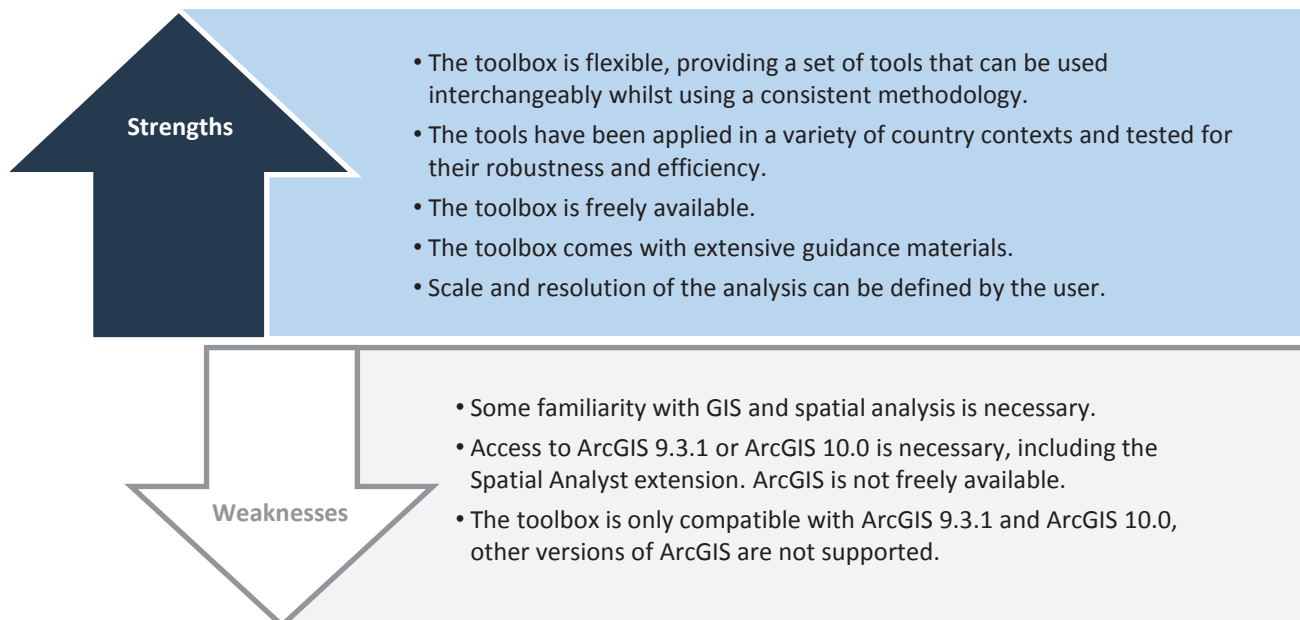 Strengths
• The toolbox is flexible, providing a set of tools that can be used
interchangeably whilst using a consistent methodology.
• The tools have been applied in a variety of country contexts and tested for
their robustness and efficiency.
• The toolbox is freely available.
• The toolbox comes with extensive guidance materials.
• Scale and resolution of the analysis can be defined by the user.
Weaknesses
• Some familiarity with GIS and spatial analysis is necessary.
• Access to ArcGIS 9.3.1 or ArcGIS 10.0 is necessary, including the
Spatial Analyst extension. ArcGIS is not freely available.
• The toolbox is only compatible with ArcGIS 9.3.1 and ArcGIS 10.0,
other versions of ArcGIS are not supported.